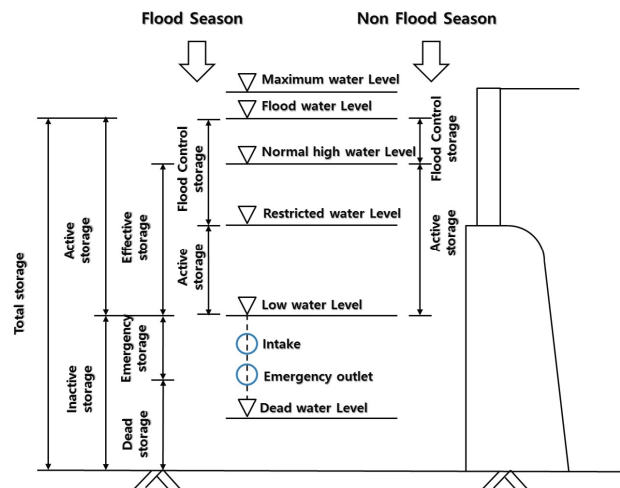 Flood Season
Non Flood Season
Maximum water Level
Flood water Level
Normal high water Level
Restricted water Level
Low water Level
Intake
Emergency outlet
Dead water Level
Total storage
Active
storage
Inactive
storage
Effective
storage
Emergency
storage
Dead
storage
Flood Control
storage
Active
storage
Flood Control
storage
Active
storage